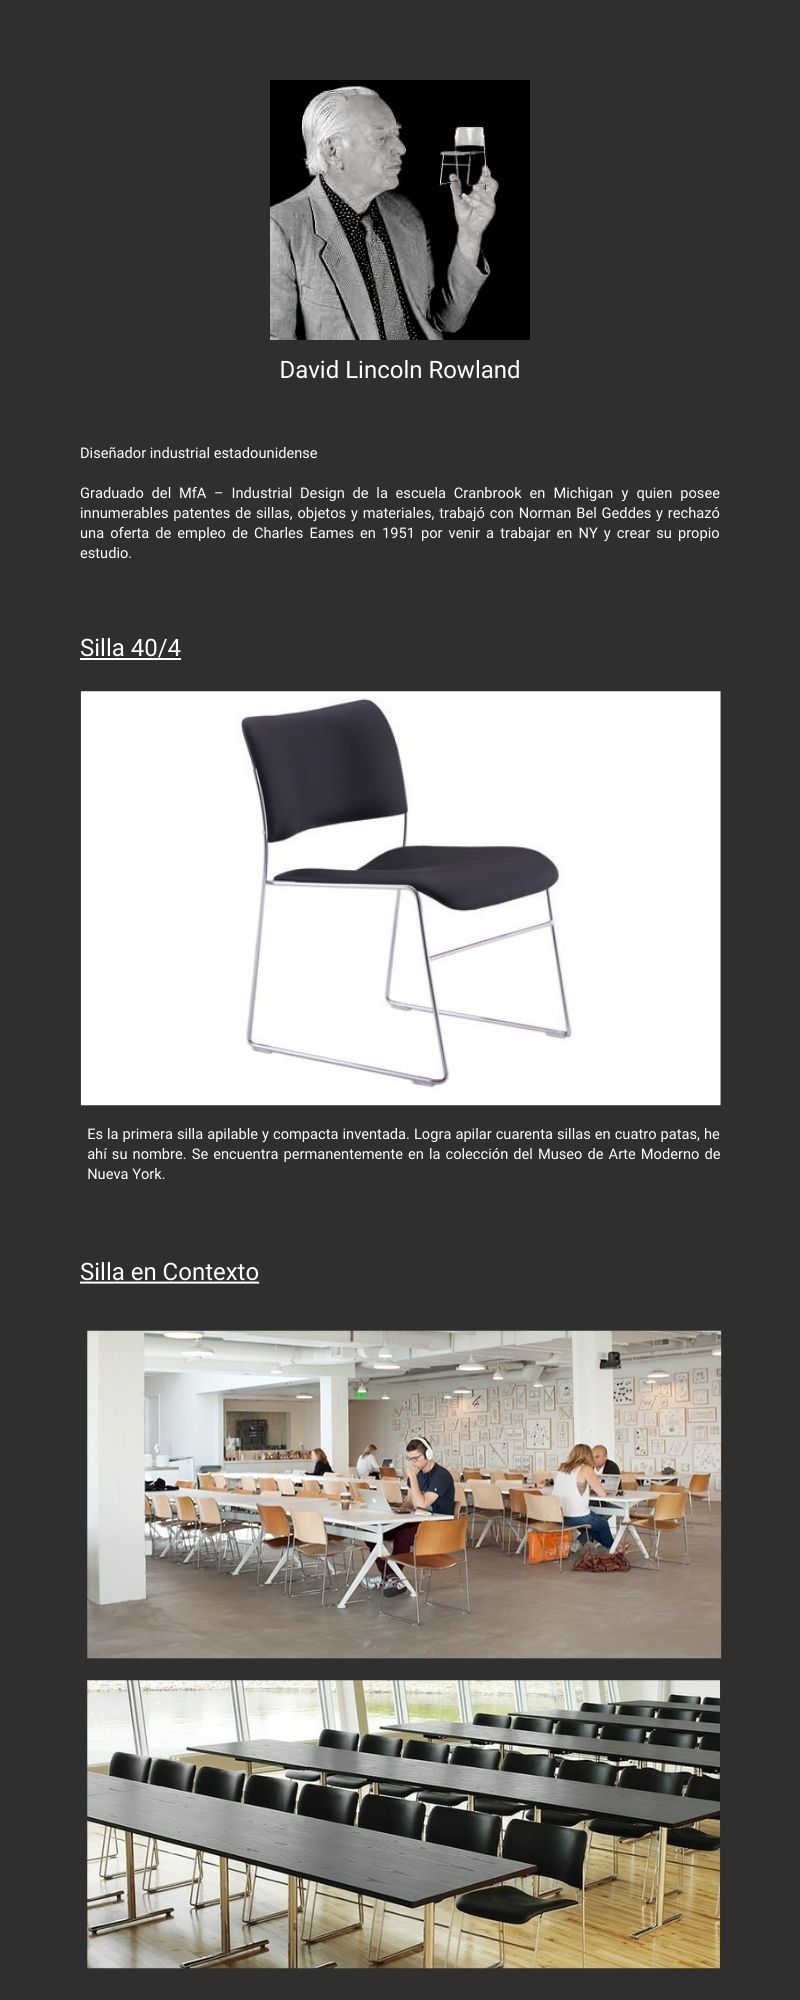 David Lincoln Rowland
Diseñador industrial estadounidense
Graduado del MfA – Industrial Design de la escuela Cranbrook en Michigan y quien posee
innumerables patentes de sillas, objetos y materiales, trabajó con Norman Bel Geddes y rechazó
una oferta de empleo de Charles Eames en 1951 por venir a trabajar en NY y crear su propio
estudio.
Silla 40/4
Es la primera silla apilable y compacta inventada. Logra apilar cuarenta sillas en cuatro patas, he
ahí su nombre. Se encuentra permanentemente en la colección del Museo de Arte Moderno de
Nueva York.
Silla en Contexto